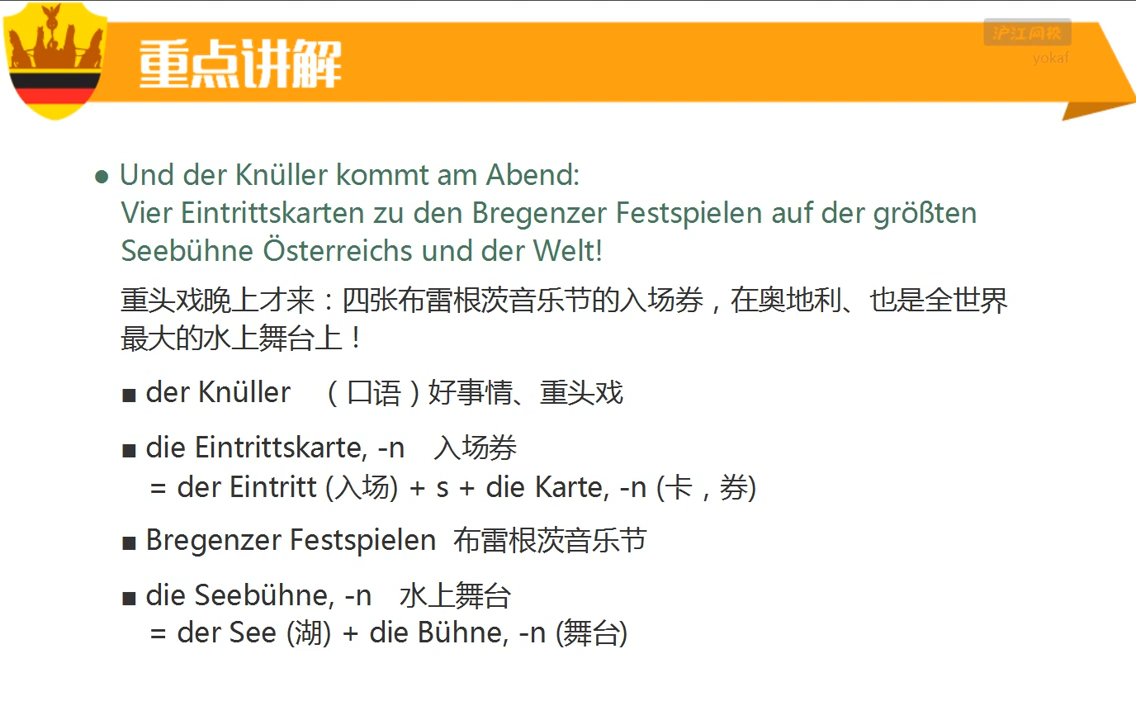 重点讲解
沪江网校
yokaf
● Und der Knüller kommt am Abend:
Vier Eintrittskarten zu den Bregenzer Festspielen auf der größten
Seebühne Österreichs und der Welt!
重头戏晚上才来：四张布雷根茨音乐节的入场券，在奥地利、也是全世界
最大的水上舞台上！
■ der Knüller （口语）好事情、重头戏
■ die Eintrittskarte, -n 入场券
= der Eintritt (入场) + s + die Karte, -n (卡，券)
■ Bregenzer Festspielen 布雷根茨音乐节
■ die Seebühne, -n 水上舞台
= der See (湖) + die Bühne, -n (舞台)